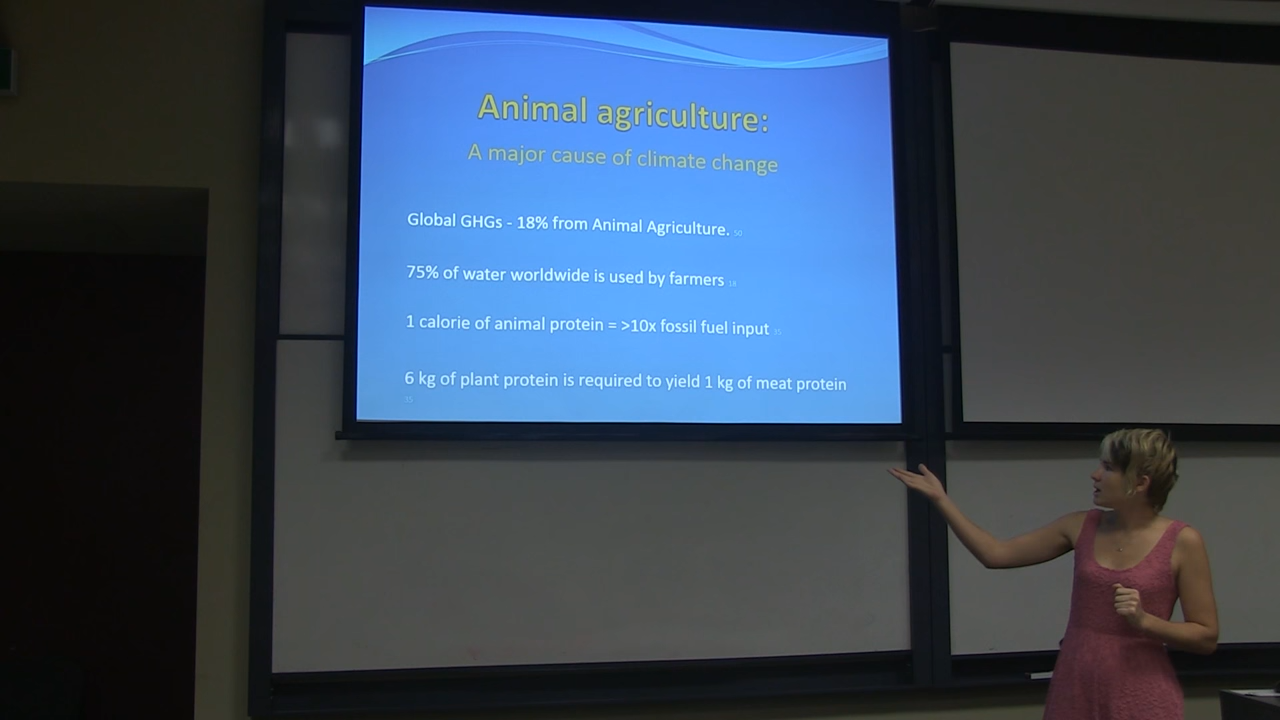 Animal agriculture:
A major cause of climate change
Global GHGs - 18% from Animal Agriculture. 50
75% of water worldwide is used by farmers 18
1 calorie of animal protein = >10x fossil fuel input
6 kg of plant protein is required to yield 1 kg of meat protein